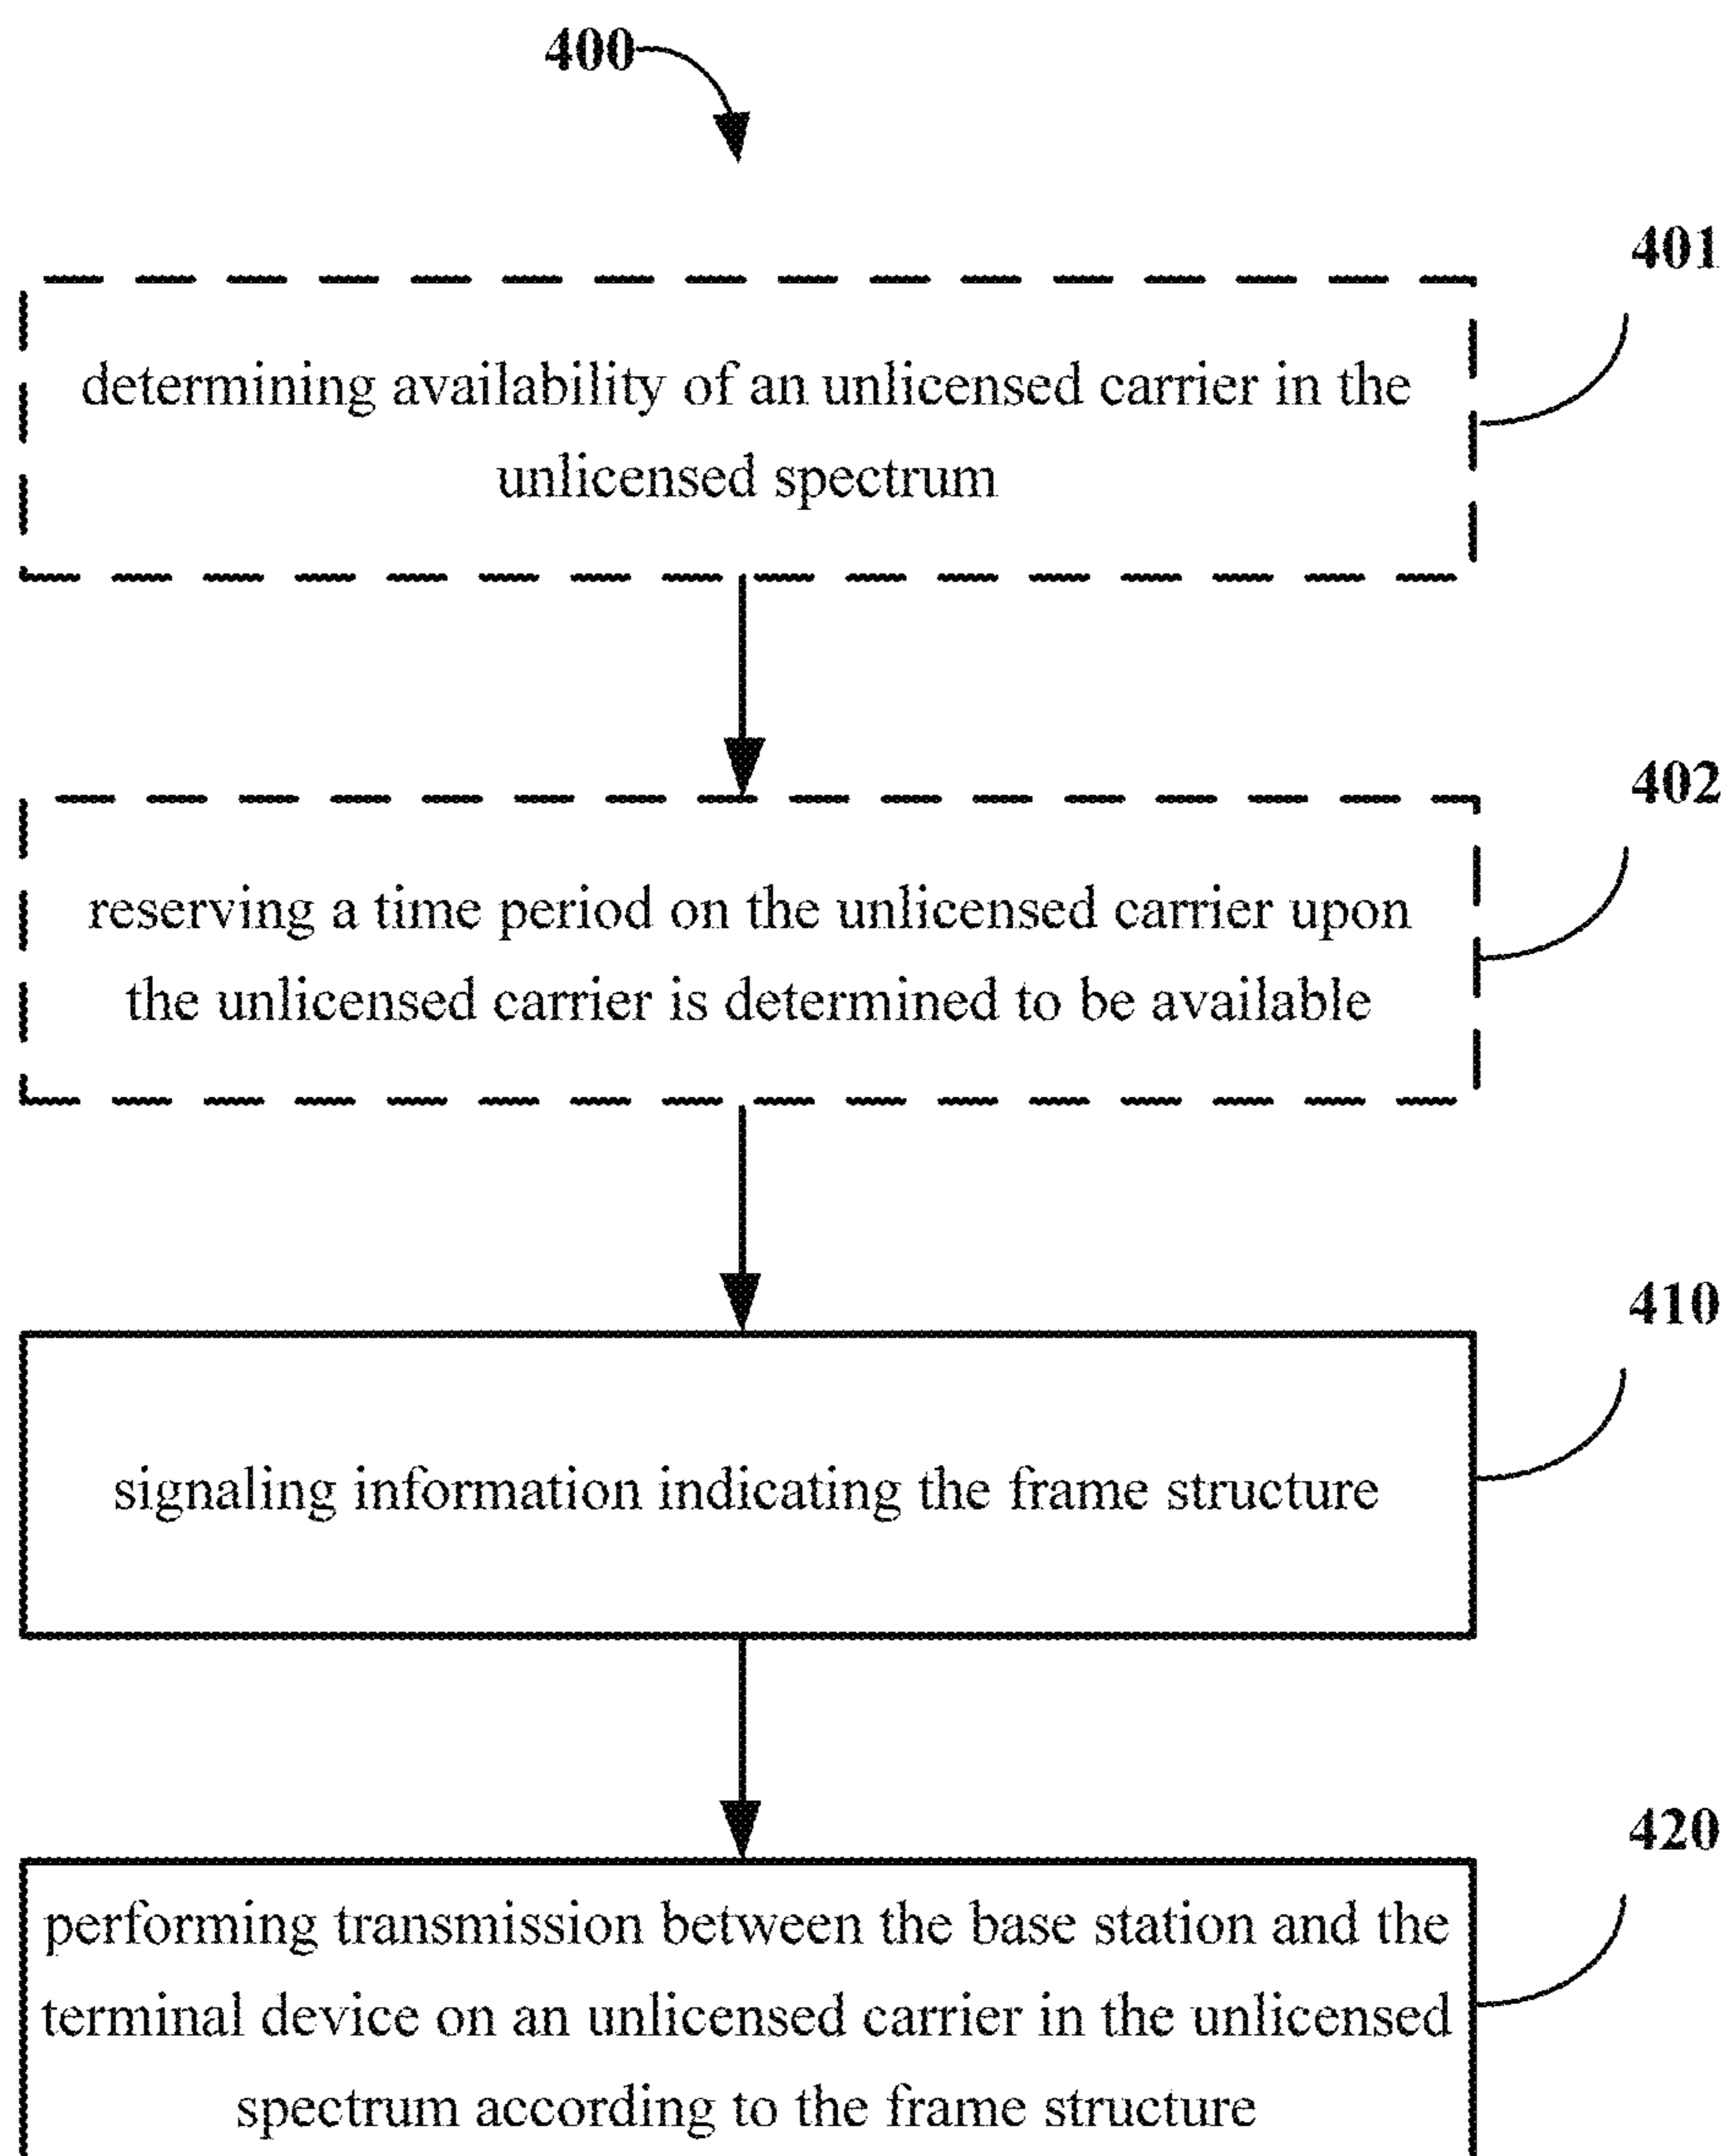 400
401
determining availability of an unlicensed carrier in the
unlicensed spectrum
402
reserving a time period on the unlicensed carrier upon
the unlicensed carrier is determined to be available
410
signaling information indicating the frame structure
420
performing transmission between the base station and the
terminal device on an unlicensed carrier in the unlicensed
spectrum according to the frame structure